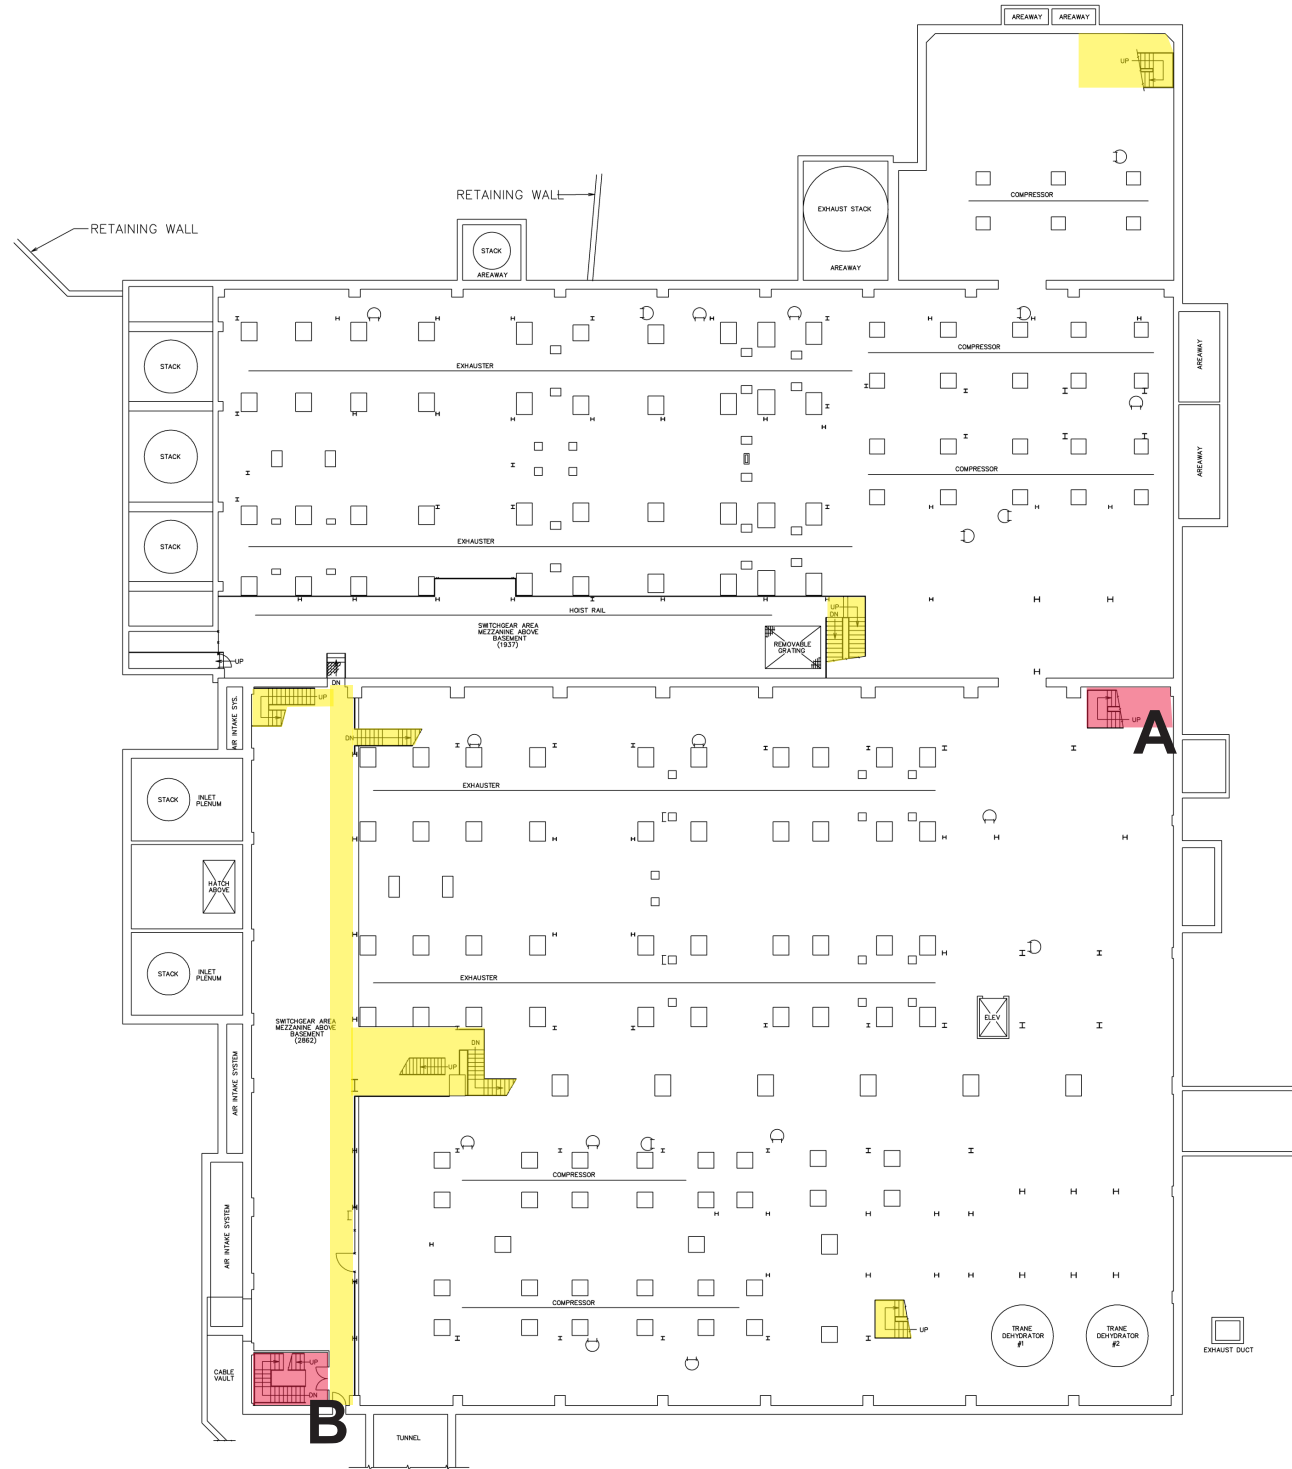 AREAWAY AREAWAY
UP
RETAINING WALL
RETAINING WALL
COMPRESSOR
EXHAUST STACK
STACK
AREAWAY
AREAWAY
STACK
EXHAUSTER
COMPRESSOR
AREAWAY
STACK
COMPRESSOR
AREAWAY
STACK
EXHAUSTER
HOIST RAIL
UP
DN
SWITCHGEAR AREA
MEZZANINE ABOVE
BASEMENT
(1937)
REMOVABLE
GRATING
UP
DN
UP
AIR INTAKE SYS.
UP
A
DN
EXHAUSTER
STACK
INLET
PLENUM
HATCH
ABOVE
STACK
INLET
PLENUM
EXHAUSTER
ELEV
SWITCHGEAR AREA
MEZZANINE ABOVE
BASEMENT
(2862)
DN
UP
AIR INTAKE SYSTEM
COMPRESSOR
AIR INTAKE SYSTEM
COMPRESSOR
UP
TRANE
DEHYDRATOR
#1
TRANE
DEHYDRATOR
#2
EXHAUST DUCT
CABLE
VAULT
UP
DN
B
TUNNEL